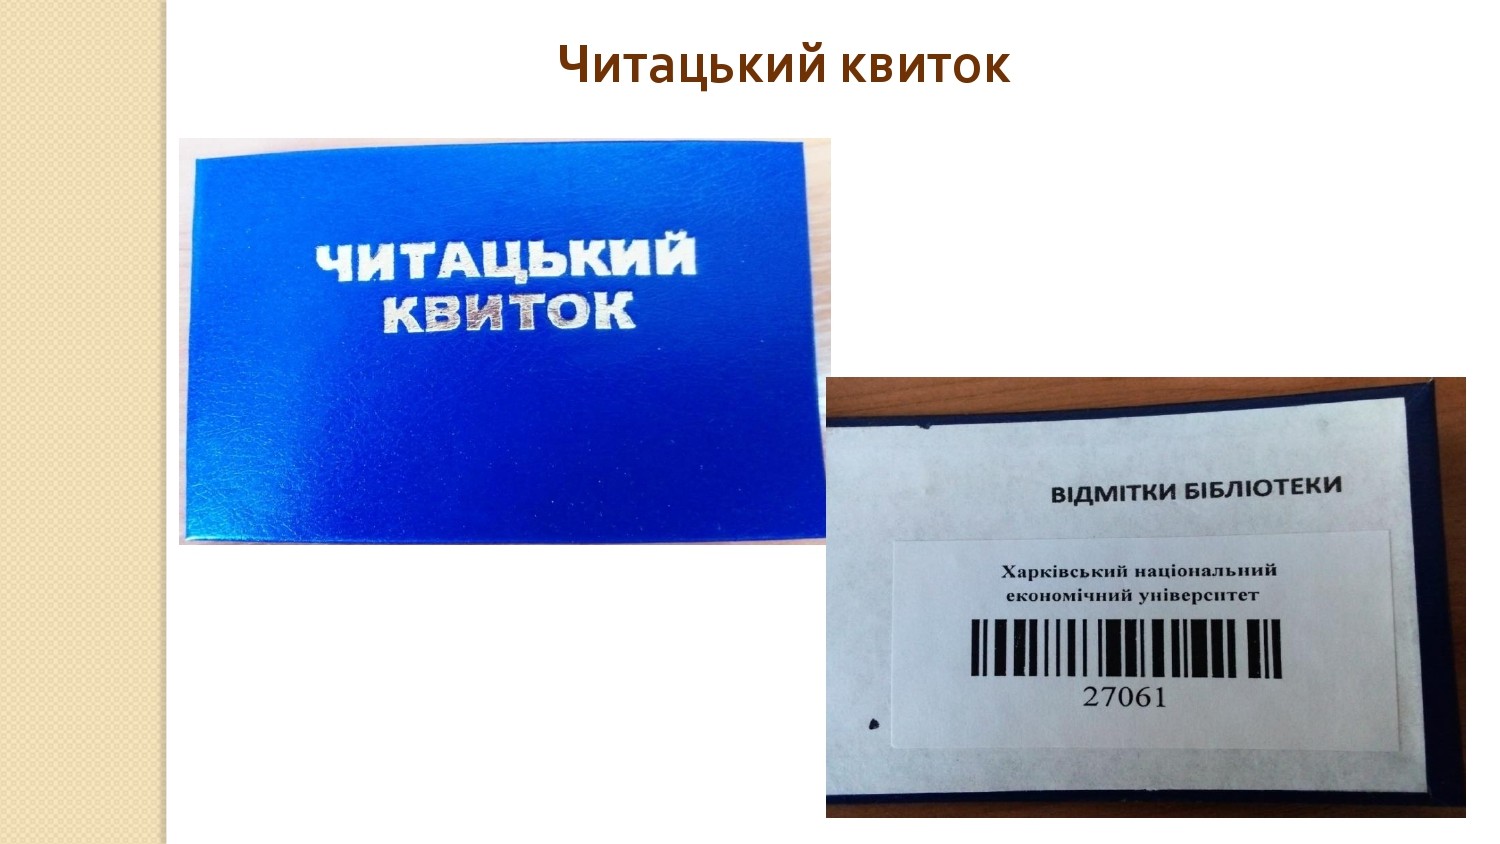 Читацький квиток
ЧИТАЦЬКИЙ
КВИТОК
ВІДМІТКИ БІБЛІОТЕКИ
Харківський національний
економічний університет
27061